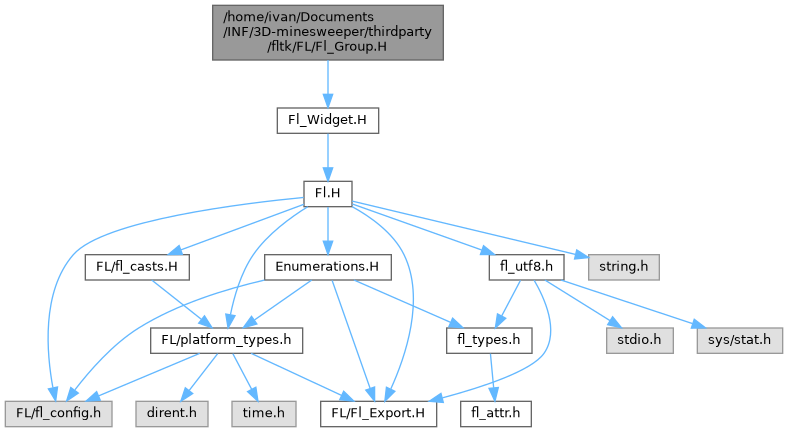 /home/ivan/Documents
/INF/3D-minesweeper/thirdparty
/fltk/FL/Fl_Group.H
Fl_Widget.H
Fl.H
FL/fl_casts.H
Enumerations.H
fl_utf8.h
string.h
FL/platform_types.h
fl_types.h
stdio.h
sys/stat.h
FL/fl_config.h
dirent.h
time.h
FL/Fl_Export.H
fl_attr.h